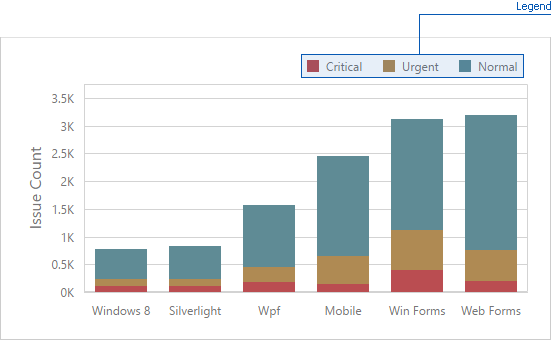 Legend
Critical Urgent Normal
3.5K
3K
2.5K
2K
1.5K
1K
0.5K
0K
Issue Count
Windows 8 Silverlight Wpf Mobile Win Forms Web Forms